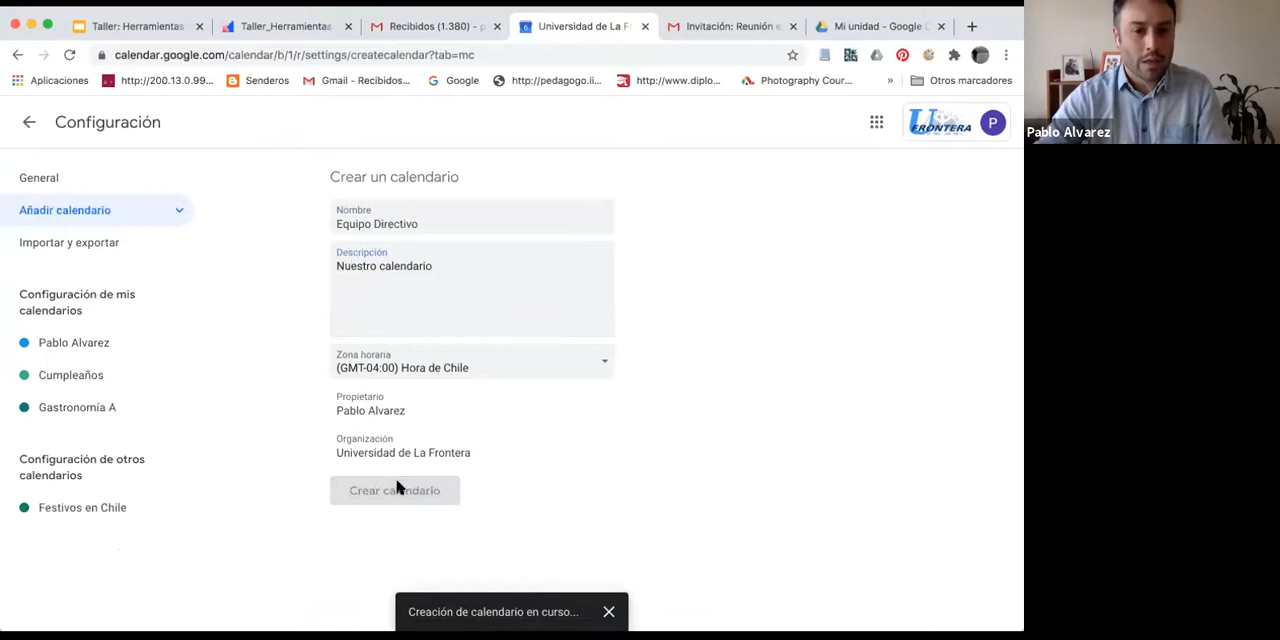 Taller: Herramientas
Taller_Herramientas
Recibidos (1.380) - p
Universidad de La F
Invitación: Reunión e
Mi unidad - Google D
calendar.google.com/calendar/b/1/r/settings/createcalendar?tab=mc
Aplicaciones
http://200.13.0.99...
Senderos
Gmail - Recibidos...
Google
http://pedagogo.ii...
http://www.diplo...
Photography Cour...
»
Otros marcadores
Configuración
FRONTERA
P
Pablo Alvarez
General
Añadir calendario
Importar y exportar
Configuración de mis
calendarios
Pablo Alvarez
Cumpleaños
Gastronomía A
Configuración de otros
calendarios
Festivos en Chile
Crear un calendario
Nombre
Equipo Directivo
Descripción
Nuestro calendario
Zona horaria
(GMT-04:00) Hora de Chile
Propietario
Pablo Alvarez
Organización
Universidad de La Frontera
Crear calendario
Creación de calendario en curso...